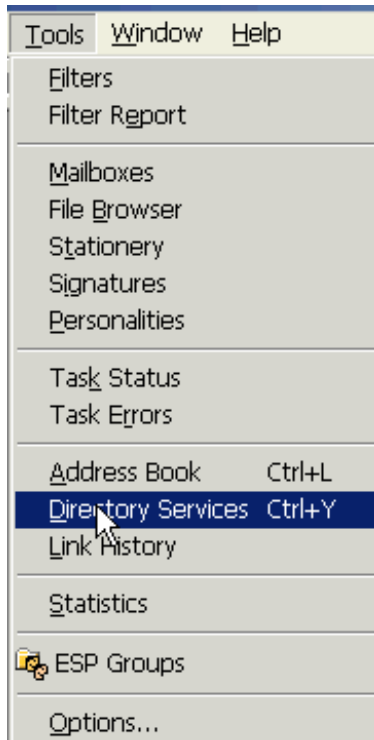 Tools Window Help
Filters
Filter Report
Mailboxes
File Browser
Stationery
Signatures
Personalities
Task Status
Task Errors
Address Book Ctrl+L
Directory Services Ctrl+Y
Link History
Statistics
ESP Groups
Options...